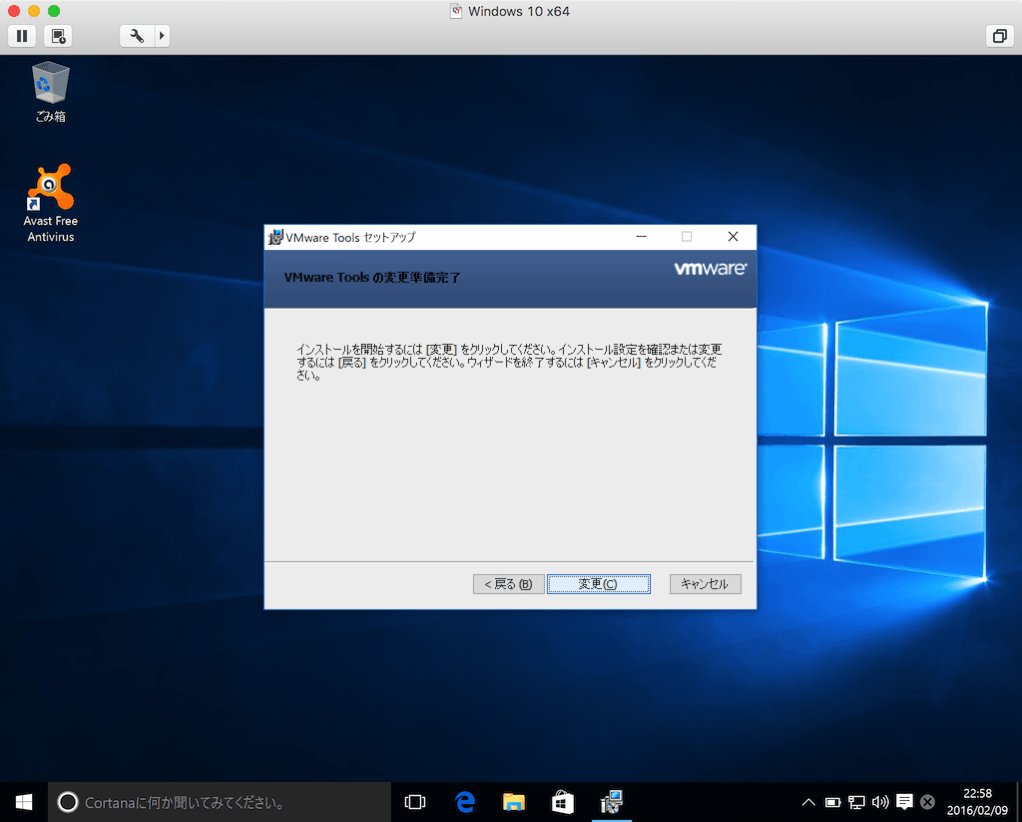 Windows 10 x64
ごみ箱
Avast Free
Antivirus
VMware Tools セットアップ
VMware Tools の変更準備完了
vmware
インストールを開始するには [変更] をクリックしてください。インストール設定を確認または変更
するには [戻る] をクリックしてください。ウィザードを終了するには [キャンセル] をクリックしてくだ
さい。
< 戻る (B)
変更(C)
キャンセル
Cortanaに何か聞いてみてください。
22:58
2016/02/09